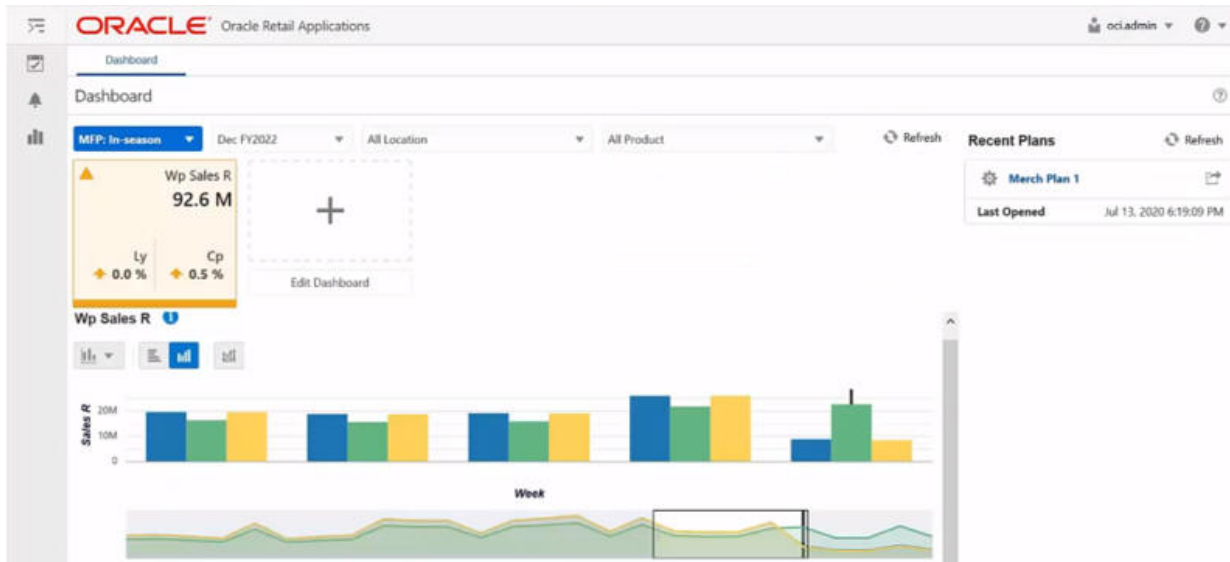 ORACLE Oracle Retail Applications
oci.admin
Dashboard
Dashboard
MFP: In-season
Dec FY2022
All Location
All Product
Refresh
Recent Plans
Refresh
Wp Sales R
92.6 M
Ly
0.0 %
Cp
0.5 %
Edit Dashboard
Merch Plan 1
Last Opened
Jul 13, 2020 6:19:09 PM
Wp Sales R
Sales R
20M
10M
0
Week